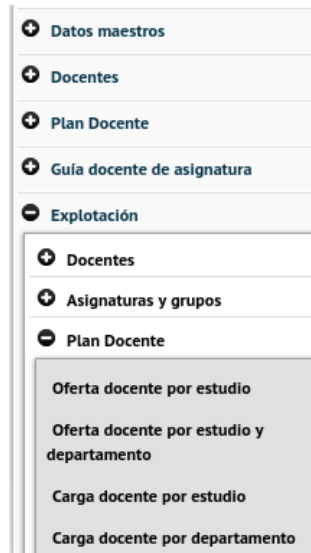 Datos maestros
Docentes
Plan Docente
Guía docente de asignatura
Explotación
Docentes
Asignaturas y grupos
Plan Docente
Oferta docente por estudio
Oferta docente por estudio y
departamento
Carga docente por estudio
Carga docente por departamento